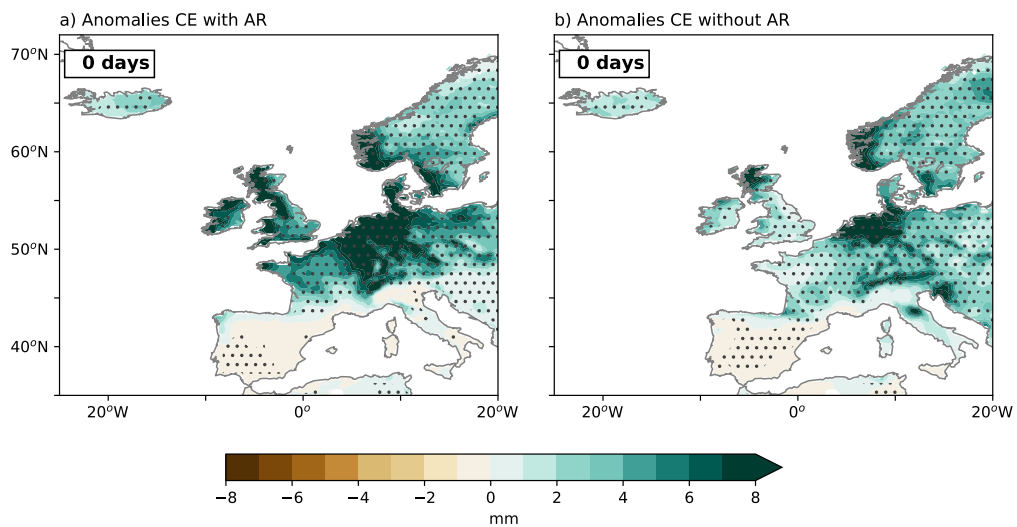 a) Anomalies CE with AR
b) Anomalies CE without AR
0 days
0 days
70°N
60°N
50°N
40°N
20°W
0°
20°W
20°W
0°
20°W
−8
−6
−4
−2
0
2
4
6
8
mm